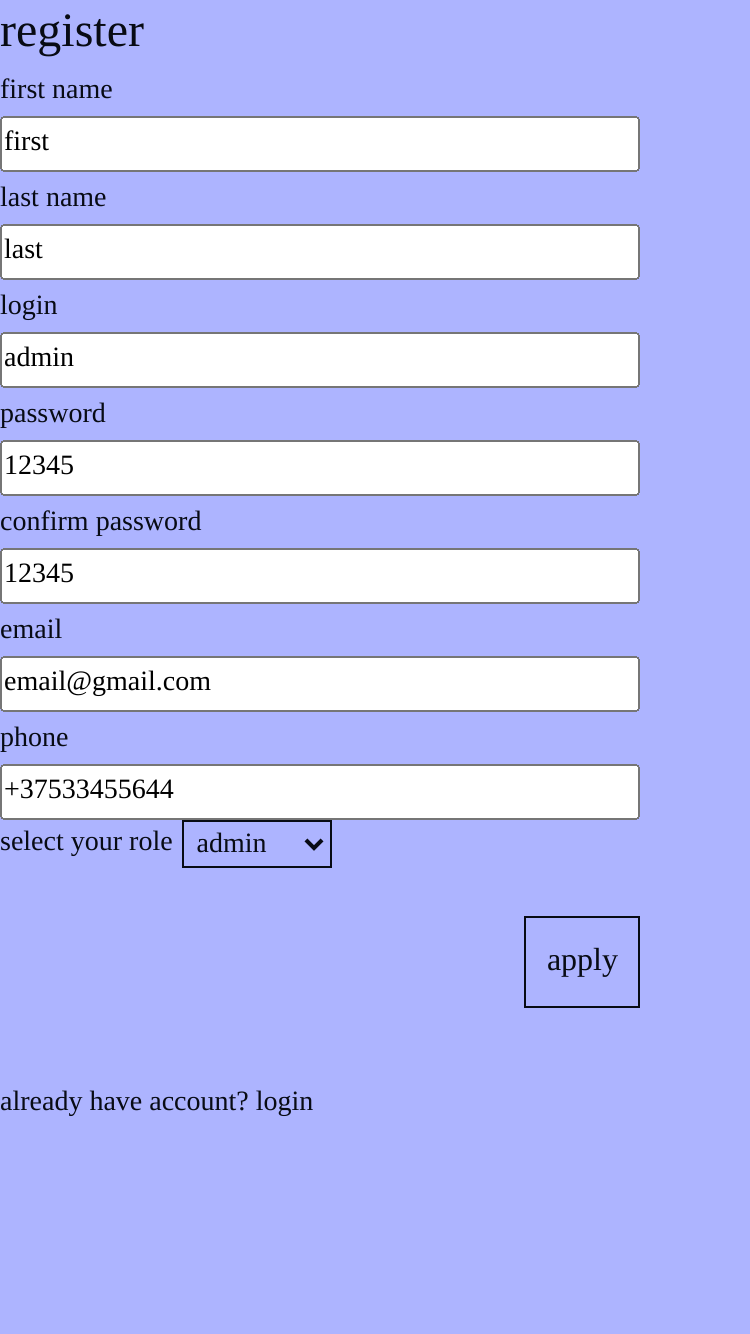 register
first name
first
last name
last
login
admin
password
12345
confirm password
12345
email
email@gmail.com
phone
+37533455644
select your role admin
apply
already have account? login